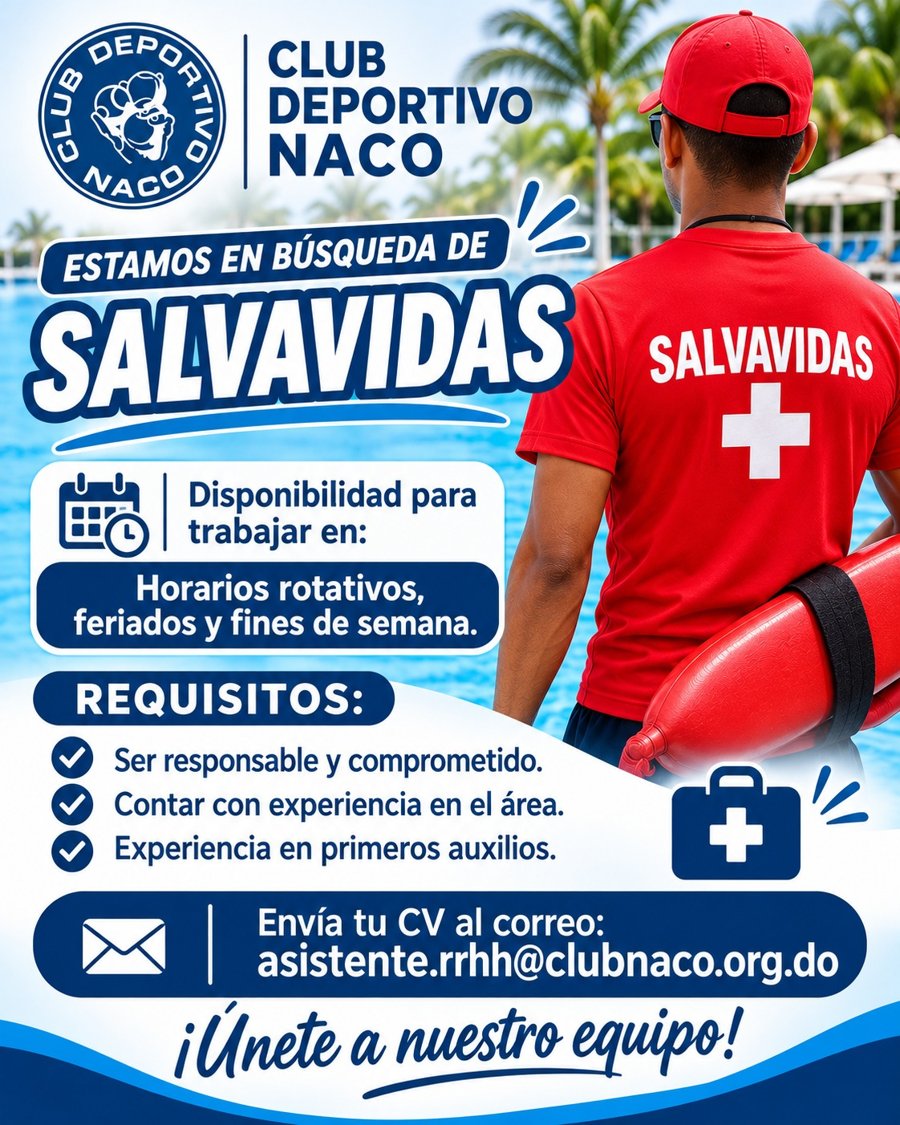 CLUB DEPORTIVO NACO
CLUB
DEPORTIVO
NACO
ESTAMOS EN BÚSQUEDA DE
SALVAVIDAS
SALVAVIDAS
Disponibilidad para
trabajar en:
Horarios rotativos,
feriados y fines de semana.
REQUISITOS:
Ser responsable y comprometido.
Contar con experiencia en el área.
Experiencia en primeros auxilios.
Envía tu CV al correo:
asistente.rrhh@clubnaco.org.do
¡Únete a nuestro equipo!